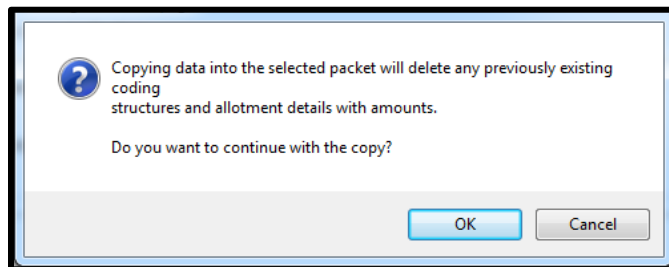 Copying data into the selected packet will delete any previously existing
coding
structures and allotment details with amounts.
Do you want to continue with the copy?
OK
Cancel